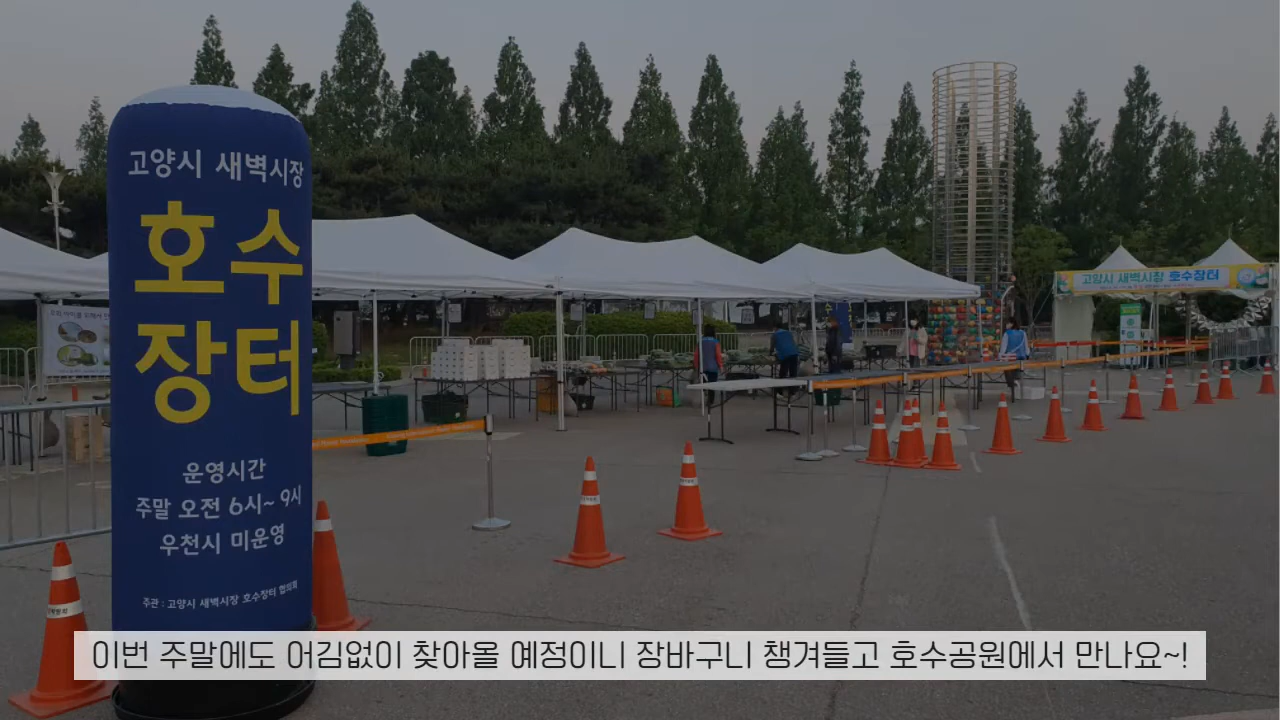 고양시 새벽시장
호수
장터
운영시간
주말 오전 6시~ 9시
우천시 미운영
주관 : 고양시 새벽시장 호수장터 협의회
고양시 새벽시장 호수장터
이번 주말에도 어김없이 찾아올 예정이니 장바구니 챙겨들고 호수공원에서 만나요~!